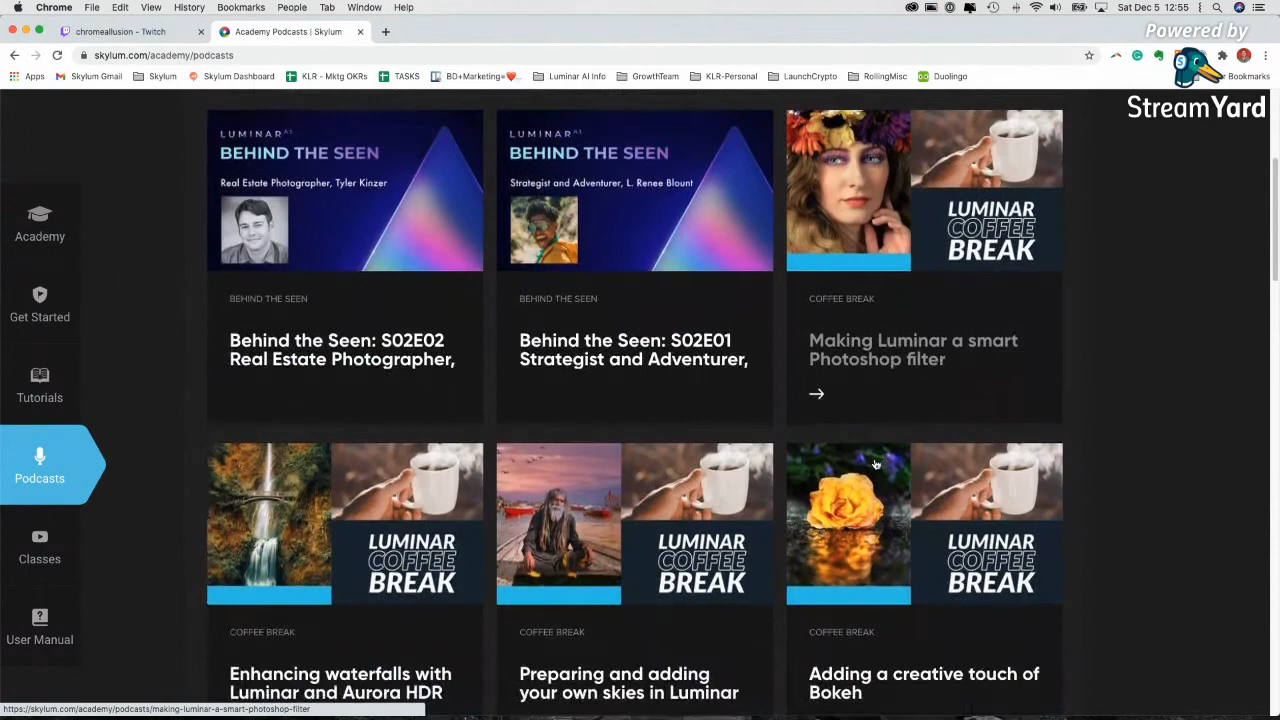 Chrome File Edit View History Bookmarks People Tab Window Help
Sat Dec 5 12:55
chromeallusion - Twitch
Academy Podcasts | Skylum
Powered by
skylum.com/academy/podcasts
Apps Skylum Gmail Skylum Skylum Dashboard KLR - Mktg OKRs TASKS BD+Marketing= Luminar AI Info GrowthTeam KLR-Personal LaunchCrypto RollingMisc Duolingo
Bookmarks
StreamYard
LUMINAR AI
BEHIND THE SEEN
Real Estate Photographer, Tyler Kinzer
LUMINAR AI
BEHIND THE SEEN
Strategist and Adventurer, L. Renee Blount
LUMINAR
COFFEE
BREAK
Academy
Get Started
Tutorials
Podcasts
Classes
User Manual
BEHIND THE SEEN
Behind the Seen: S02E02
Real Estate Photographer,
BEHIND THE SEEN
Behind the Seen: S02E01
Strategist and Adventurer,
COFFEE BREAK
Making Luminar a smart
Photoshop filter
LUMINAR
COFFEE
BREAK
LUMINAR
COFFEE
BREAK
LUMINAR
COFFEE
BREAK
COFFEE BREAK
Enhancing waterfalls with
Luminar and Aurora HDR
COFFEE BREAK
Preparing and adding
your own skies in Luminar
COFFEE BREAK
Adding a creative touch of
Bokeh
https://skylum.com/academy/podcasts/making-luminar-a-smart-photoshop-filter